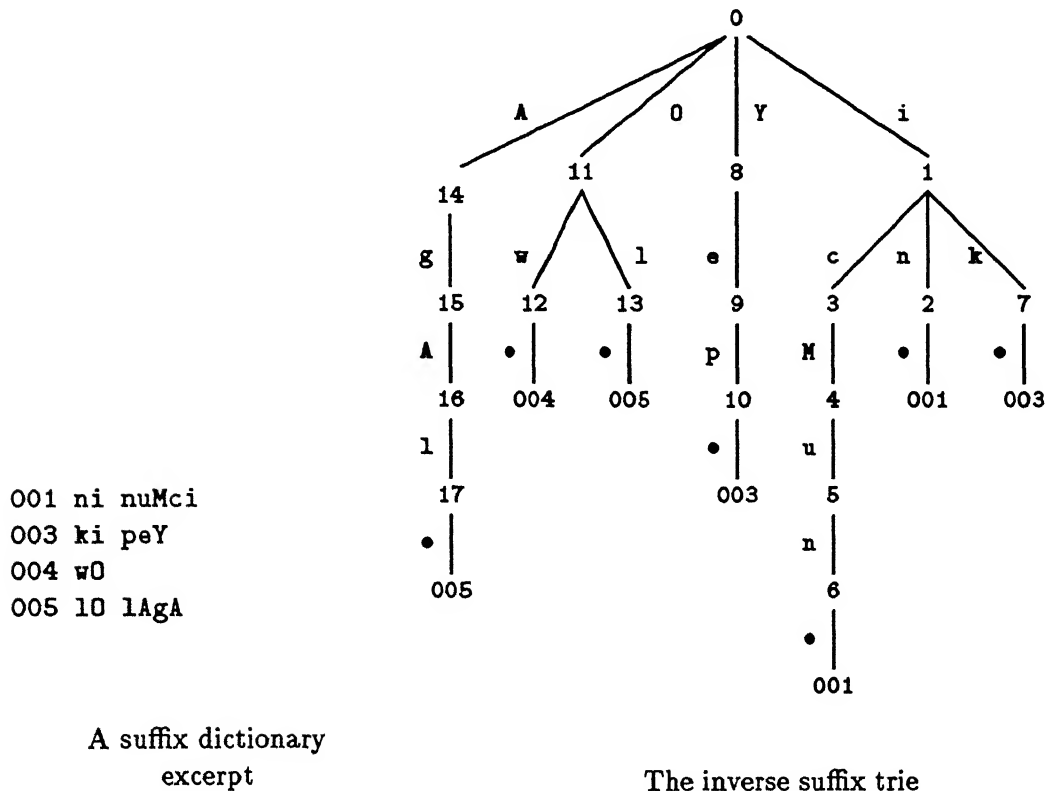 0
A O Y i
14 11 8 1
g w l e c n k
15 12 13 9 3 2 7
A • • p M • •
16 004 005 10 4 001 003
l • u
17 003 5
• n
005 6
•
001
001 ni nuMci
003 ki peY
004 wO
005 lO lAgA
A suffix dictionary
excerpt
The inverse suffix trie